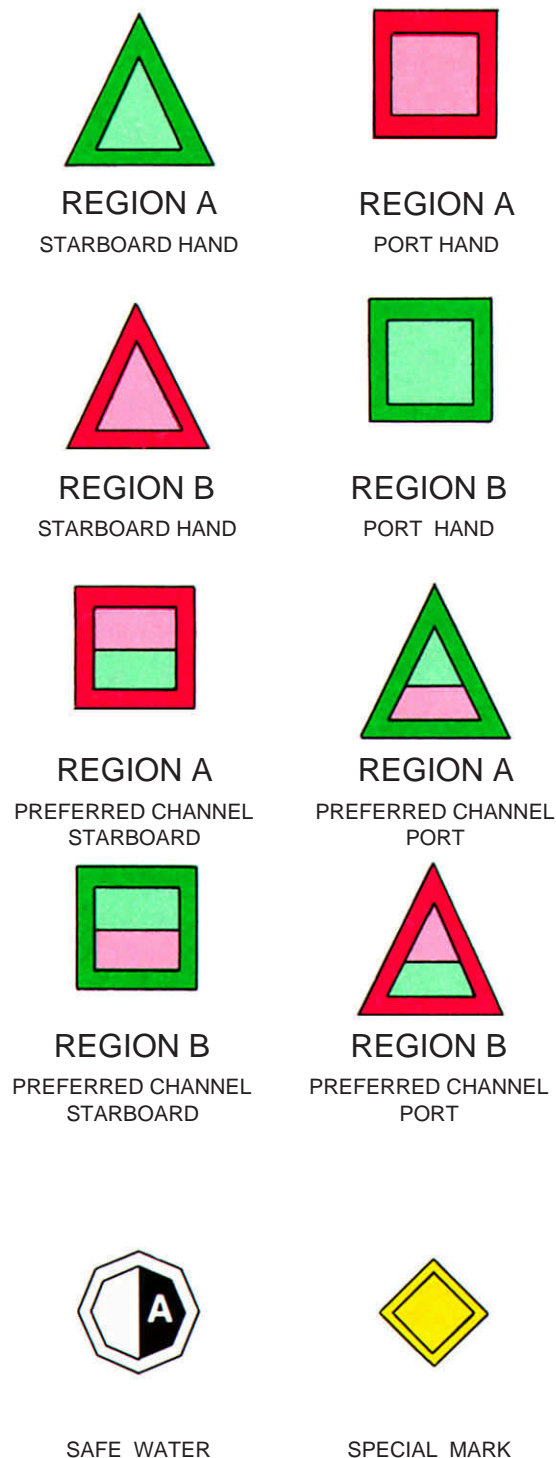 REGION A
STARBOARD HAND
REGION A
PORT HAND
REGION B
STARBOARD HAND
REGION B
PORT HAND
REGION A
PREFERRED CHANNEL
STARBOARD
REGION A
PREFERRED CHANNEL
PORT
REGION B
PREFERRED CHANNEL
STARBOARD
REGION B
PREFERRED CHANNEL
PORT
A
SAFE WATER
SPECIAL MARK